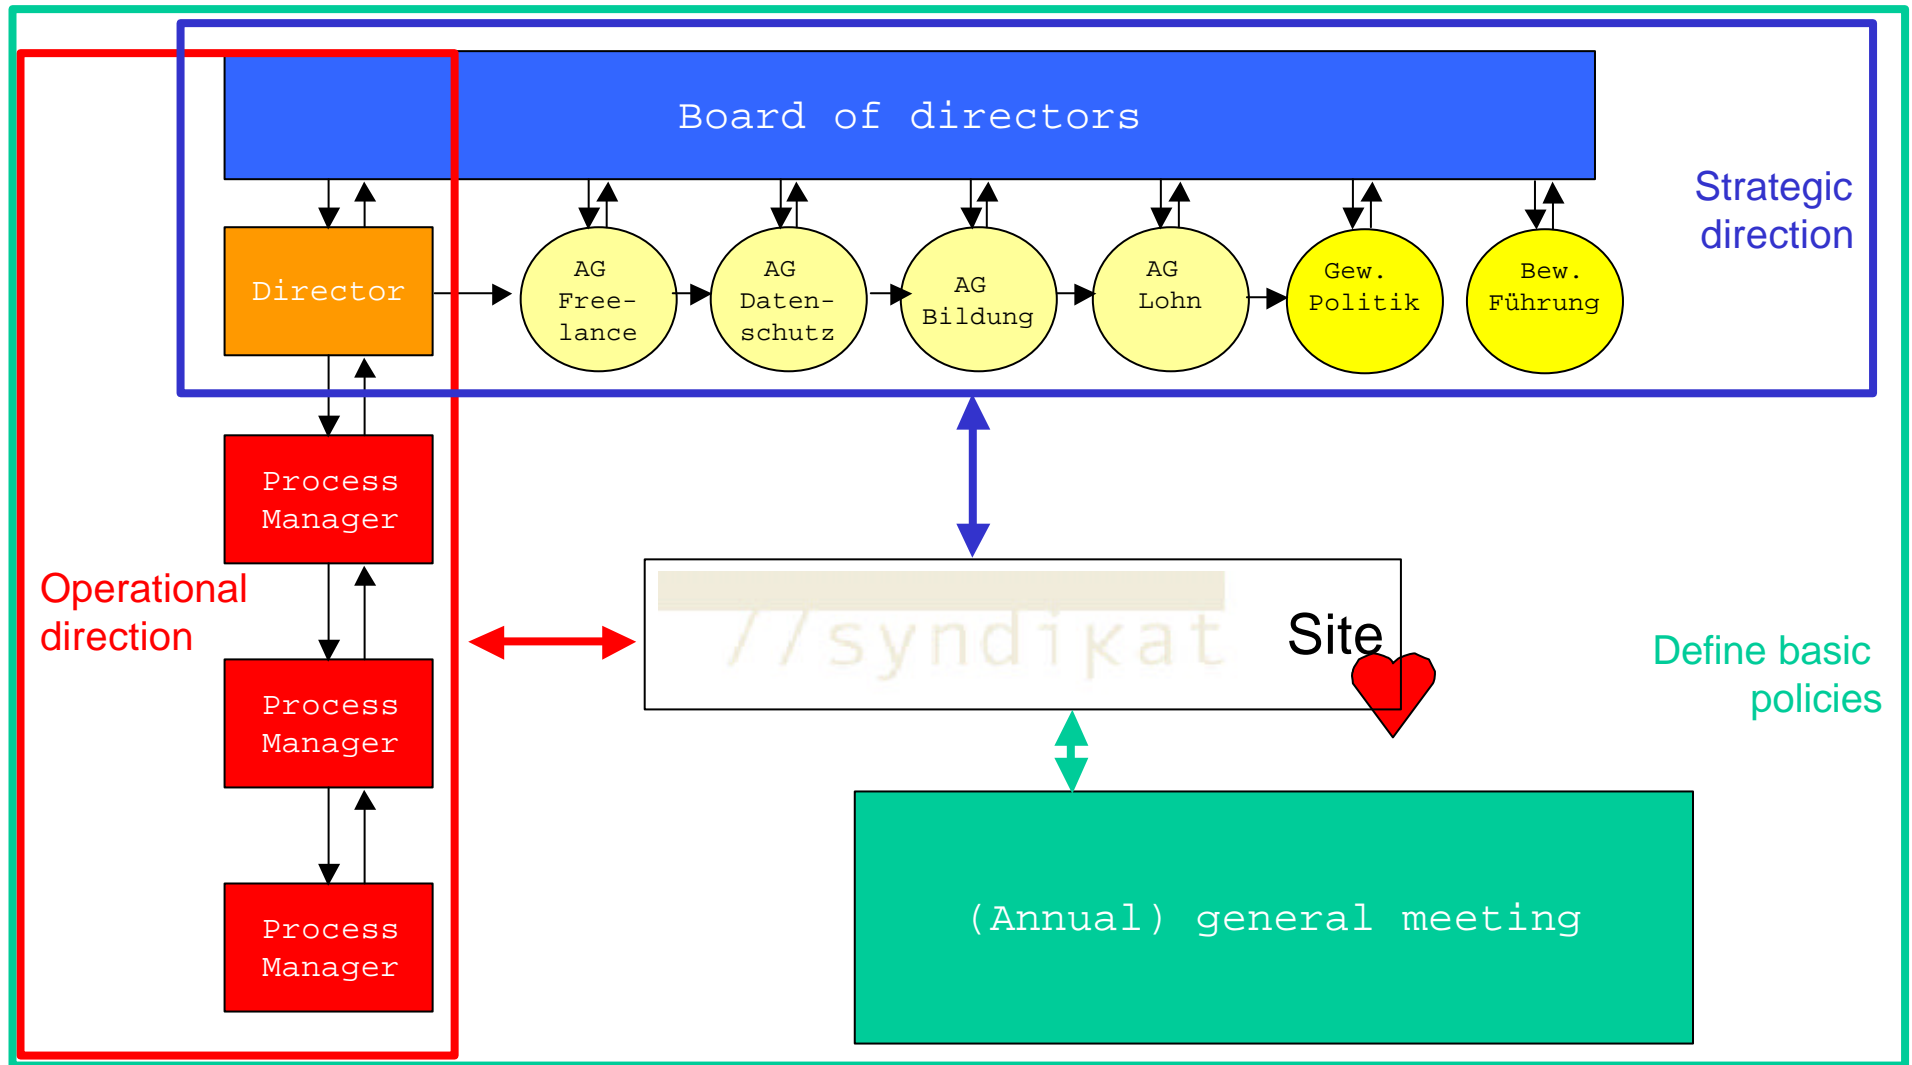 Board of directors
Strategic
direction
Director
AG
Free-
lance
AG
Daten-
schutz
AG
Bildung
AG
Lohn
Gew.
Politik
Bew.
Führung
Process
Manager
Operational
direction
//syndikat
Site
Define basic
policies
Process
Manager
(Annual) general meeting
Process
Manager